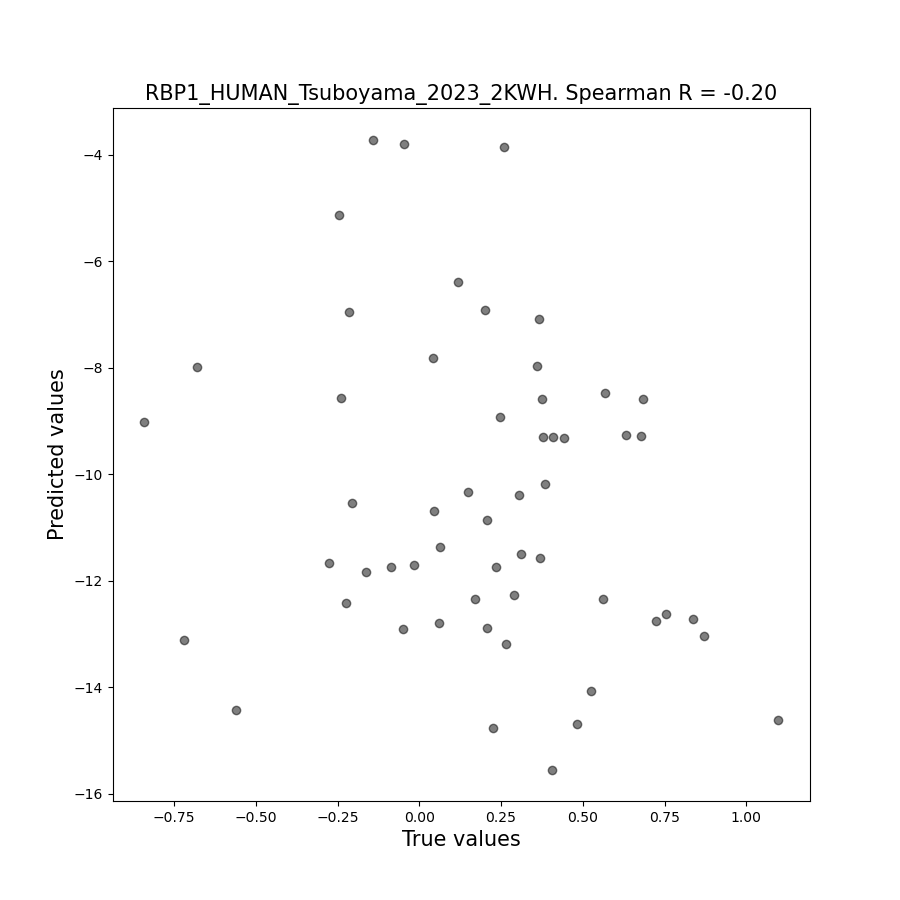 RBP1_HUMAN_Tsuboyama_2023_2KWH. Spearman R = -0.20
−4
−6
−8
−10
−12
−14
−16
Predicted values
−0.75 −0.50 −0.25 0.00 0.25 0.50 0.75 1.00
True values